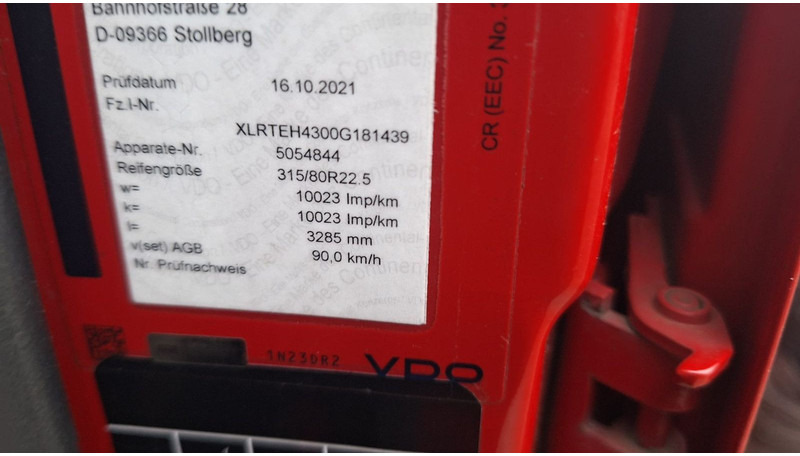 Bahnhofstraße 28
D-09366 Stollberg
Prüfdatum 16.10.2021
Fz.I-Nr.
XLRTEH4300G181439
Apparate-Nr. 5054844
Reifengröße 315/80R22.5
w= 10023 Imp/km
k= 10023 Imp/km
l= 3285 mm
v(set) AGB 90,0 km/h
Nr. Prüfnachweis
CR (EEC) No.
1N23DR2
VDO